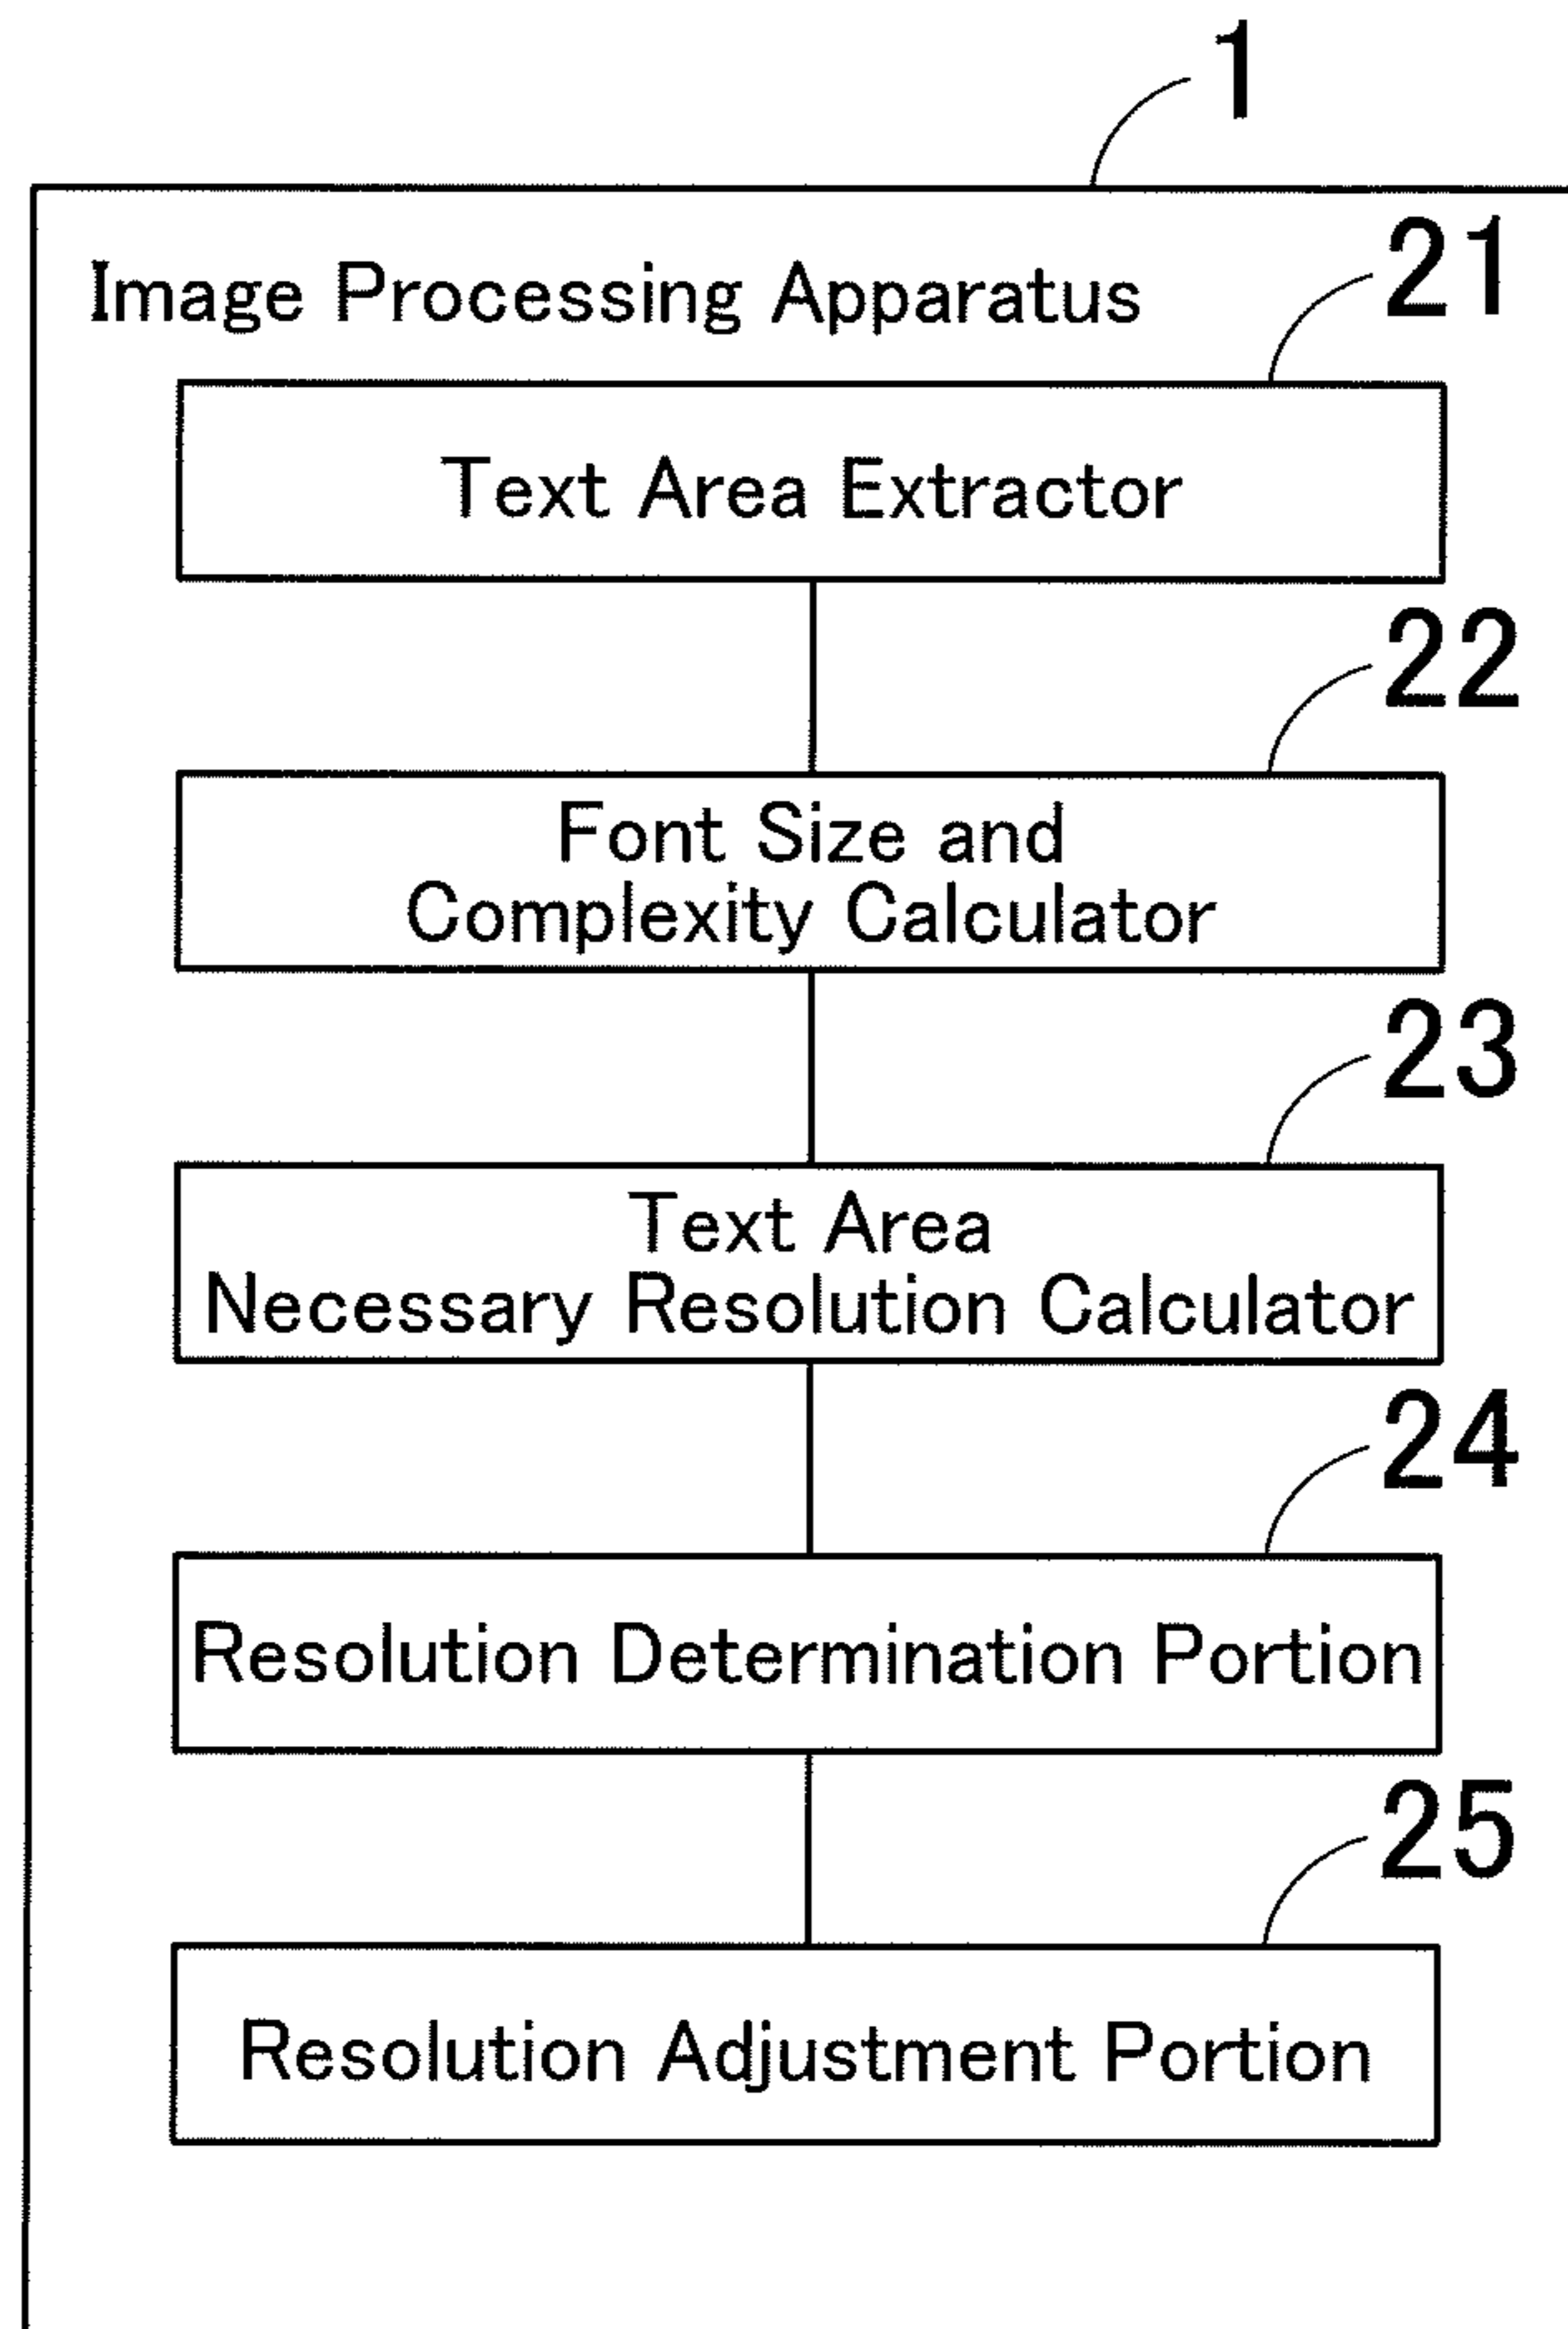 1
Image Processing Apparatus
21
Text Area Extractor
22
Font Size and
Complexity Calculator
23
Text Area
Necessary Resolution Calculator
24
Resolution Determination Portion
25
Resolution Adjustment Portion